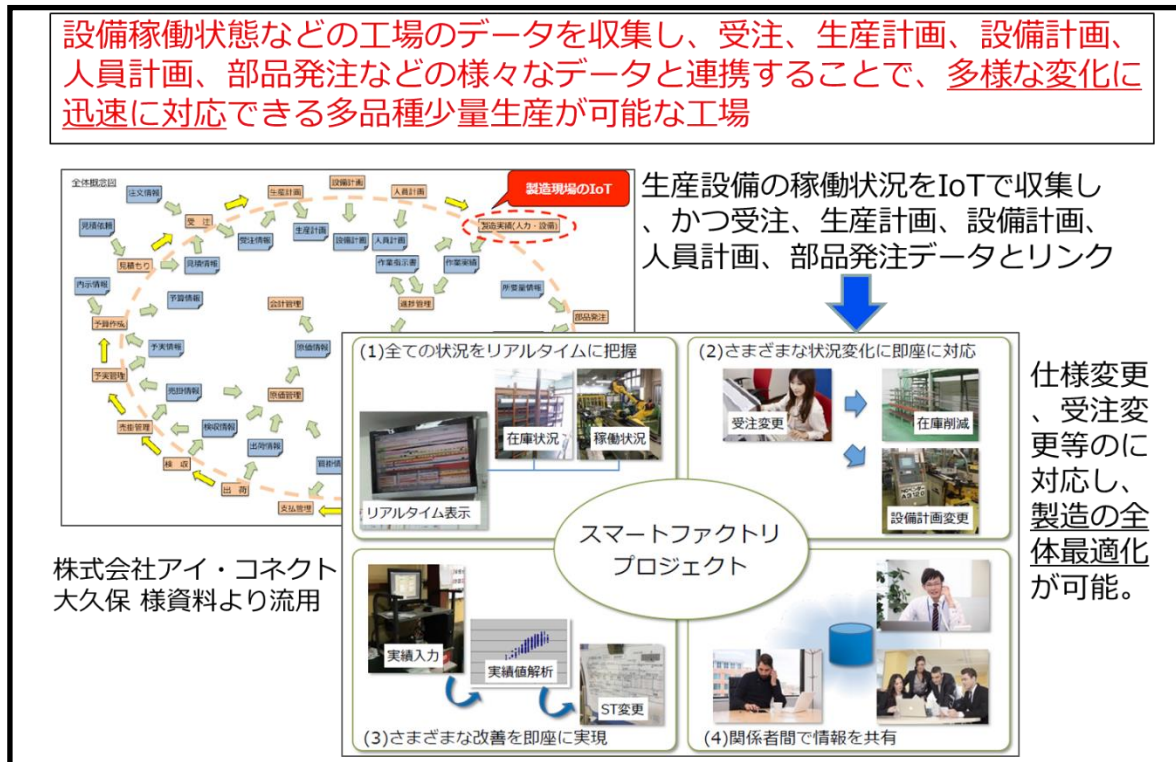 設備稼働状態などの工場のデータを収集し、受注、生産計画、設備計画、
人員計画、部品発注などの様々なデータと連携することで、多様な変化に
迅速に対応できる多品種少量生産が可能な工場
全体概念図
注文情報
生産計画
設備計画
人員計画
製造現場のIoT
見積依頼
受 注
製造実績(人力・設備)
受注情報
生産計画
設備計画
人員計画
見積もり
見積情報
作業指示書
作業実績
内示情報
予算情報
会計管理
進捗管理
所要量情報
予算作成
部品発注
予実情報
原価情報
予実管理
売掛情報
原価管理
売掛管理
検収情報
出荷情報
買掛情
検 収
出 荷
支払管理
生産設備の稼働状況をIoTで収集し
、かつ受注、生産計画、設備計画、
人員計画、部品発注データとリンク
(1)全ての状況をリアルタイムに把握
在庫状況
稼働状況
リアルタイム表示
(2)さまざまな状況変化に即座に対応
受注変更
在庫削減
設備計画変更
スマートファクトリ
プロジェクト
実績入力
実績値解析
ST変更
(3)さまざまな改善を即座に実現
(4)関係者間で情報を共有
仕様変更
、受注変
更等のに
対応し、
製造の全
体最適化
が可能。
株式会社アイ・コネクト
大久保 様資料より流用